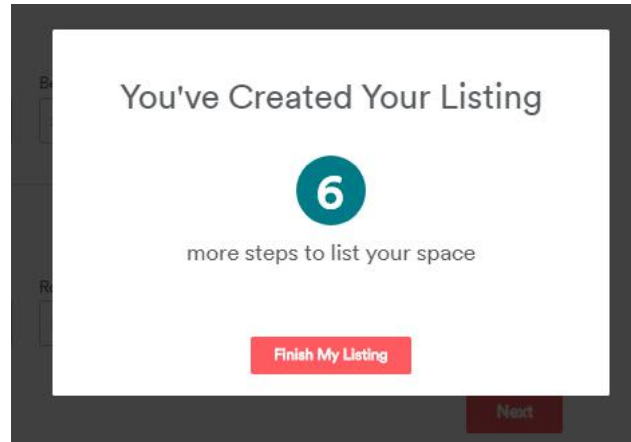 You've Created Your Listing
6
more steps to list your space
Finish My Listing
Next